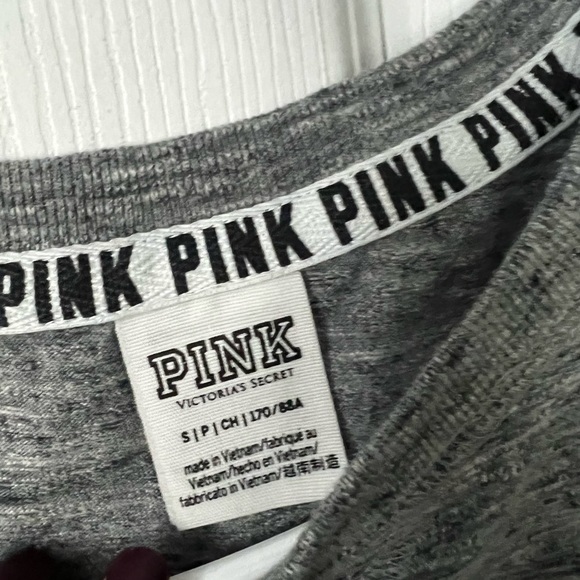 PINK PINK PINK PINK
PINK
VICTORIA'S SECRET
S | P | CH | 170/88A
made in Vietnam/fabriqué au
Vietnam/hecho en Vietnam/
fabbricato in Vietnam/越南制造